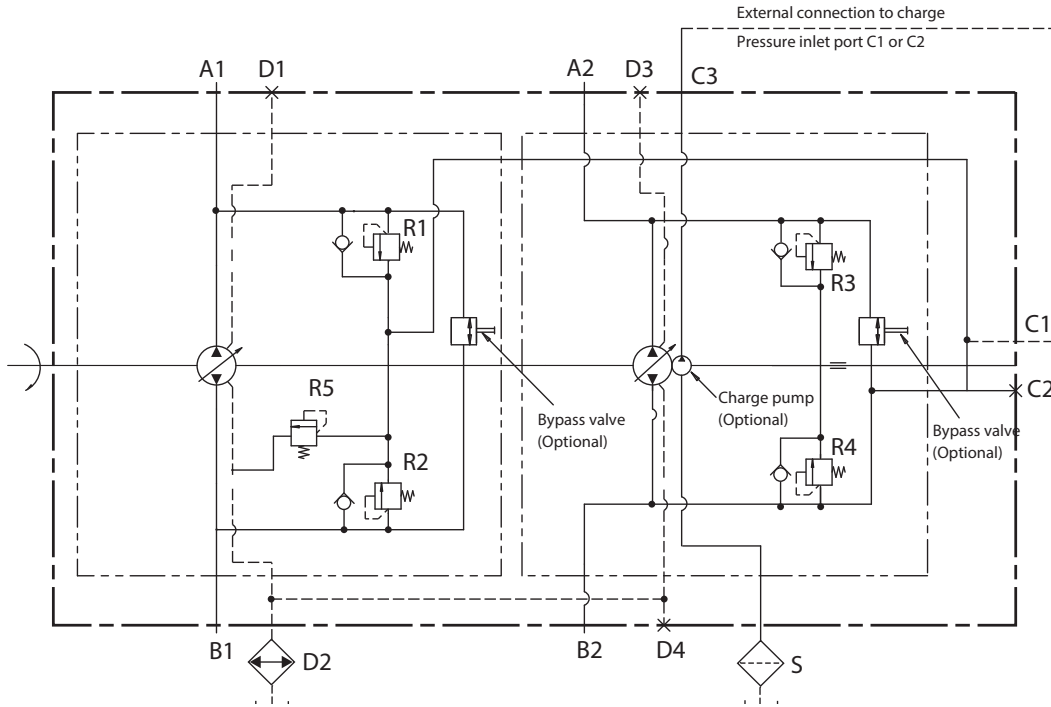 External connection to charge
Pressure inlet port C1 or C2
A1
D1
A2
D3
C3
R1
R3
C1
R5
C2
Bypass valve
(Optional)
Charge pump
(Optional)
Bypass valve
(Optional)
R2
R4
B1
D2
B2
D4
S